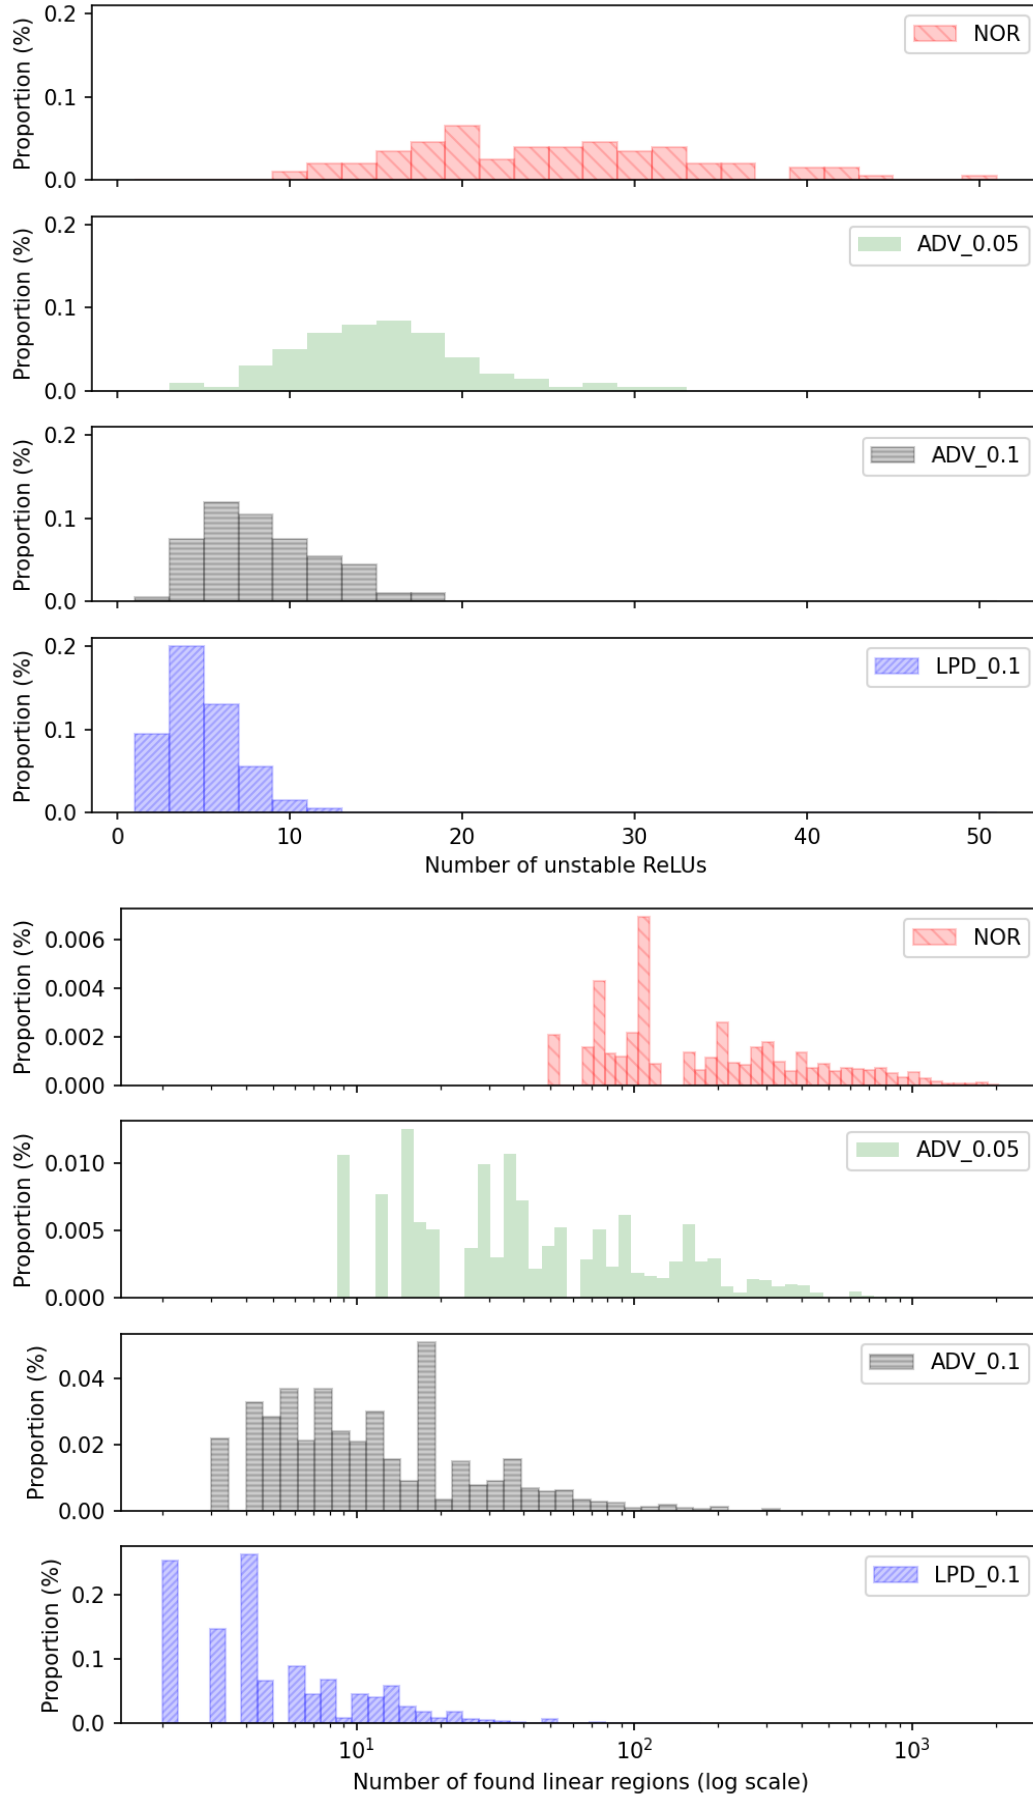 Proportion (%)
0.2
0.1
0.0
NOR
Proportion (%)
0.2
0.1
0.0
ADV_0.05
Proportion (%)
0.2
0.1
0.0
ADV_0.1
Proportion (%)
0.2
0.1
0.0
LPD_0.1
0 10 20 30 40 50
Number of unstable ReLUs
Proportion (%)
0.006
0.004
0.002
0.000
NOR
Proportion (%)
0.010
0.005
0.000
ADV_0.05
Proportion (%)
0.04
0.02
0.00
ADV_0.1
Proportion (%)
0.2
0.1
0.0
LPD_0.1
10¹ 10² 10³
Number of found linear regions (log scale)